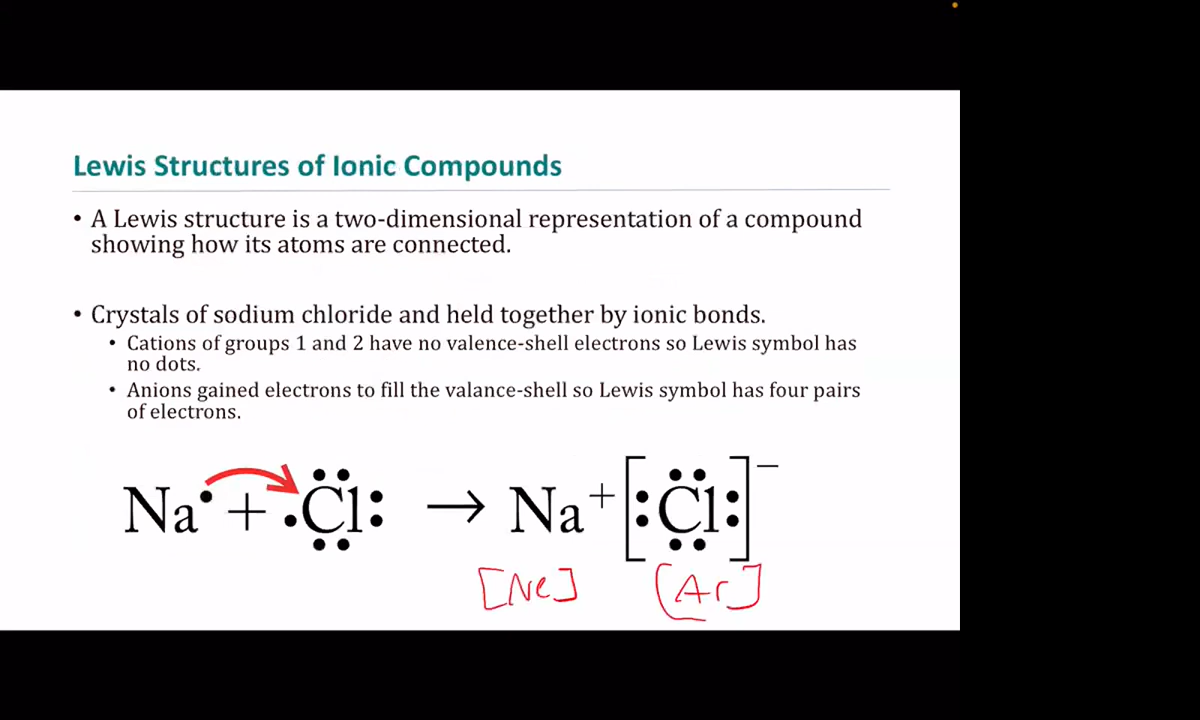 Lewis Structures of Ionic Compounds
• A Lewis structure is a two-dimensional representation of a compound
showing how its atoms are connected.
• Crystals of sodium chloride and held together by ionic bonds.
• Cations of groups 1 and 2 have no valence-shell electrons so Lewis symbol has
no dots.
• Anions gained electrons to fill the valance-shell so Lewis symbol has four pairs
of electrons.
Na• + •Cl: → Na+ [:Cl:]−
[Ne] [Ar]